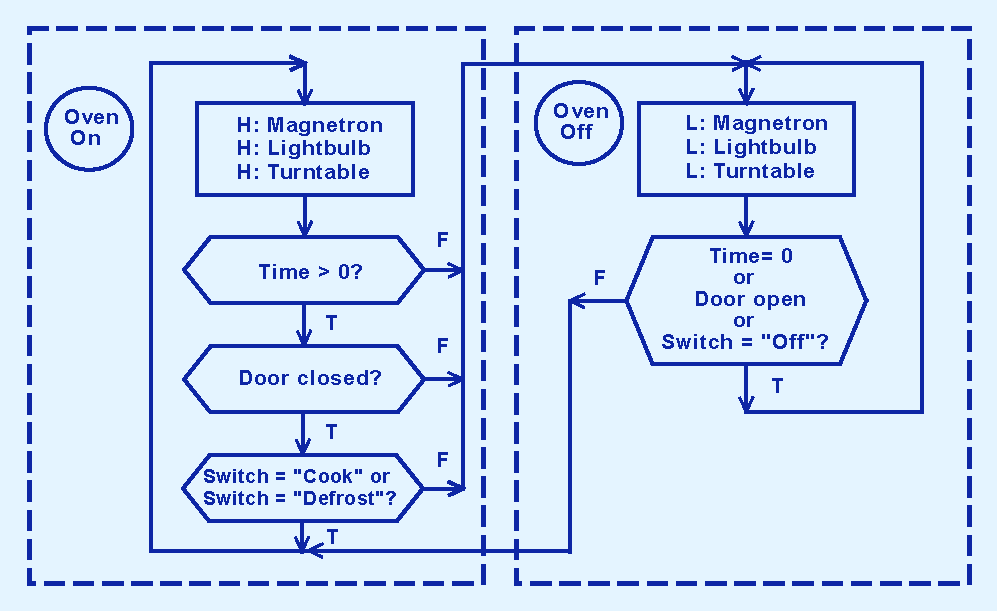 Oven
On
H: Magnetron
H: Lightbulb
H: Turntable
Time > 0?
F
T
Door closed?
F
T
Switch = "Cook" or
Switch = "Defrost"?
F
T
Oven
Off
L: Magnetron
L: Lightbulb
L: Turntable
Time= 0
or
Door open
or
Switch = "Off"?
F
T